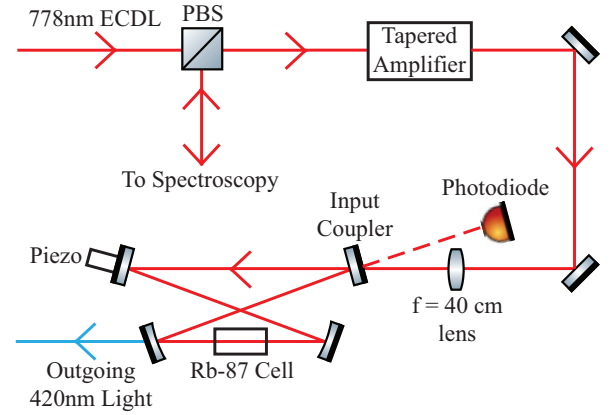 778nm ECDL
PBS
Tapered
Amplifier
To Spectroscopy
Input
Coupler
Photodiode
Piezo
f = 40 cm
lens
Rb-87 Cell
Outgoing
420nm Light